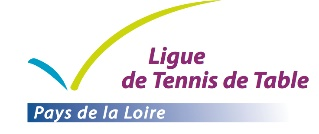 Ligue
de Tennis de Table
Pays de la Loire